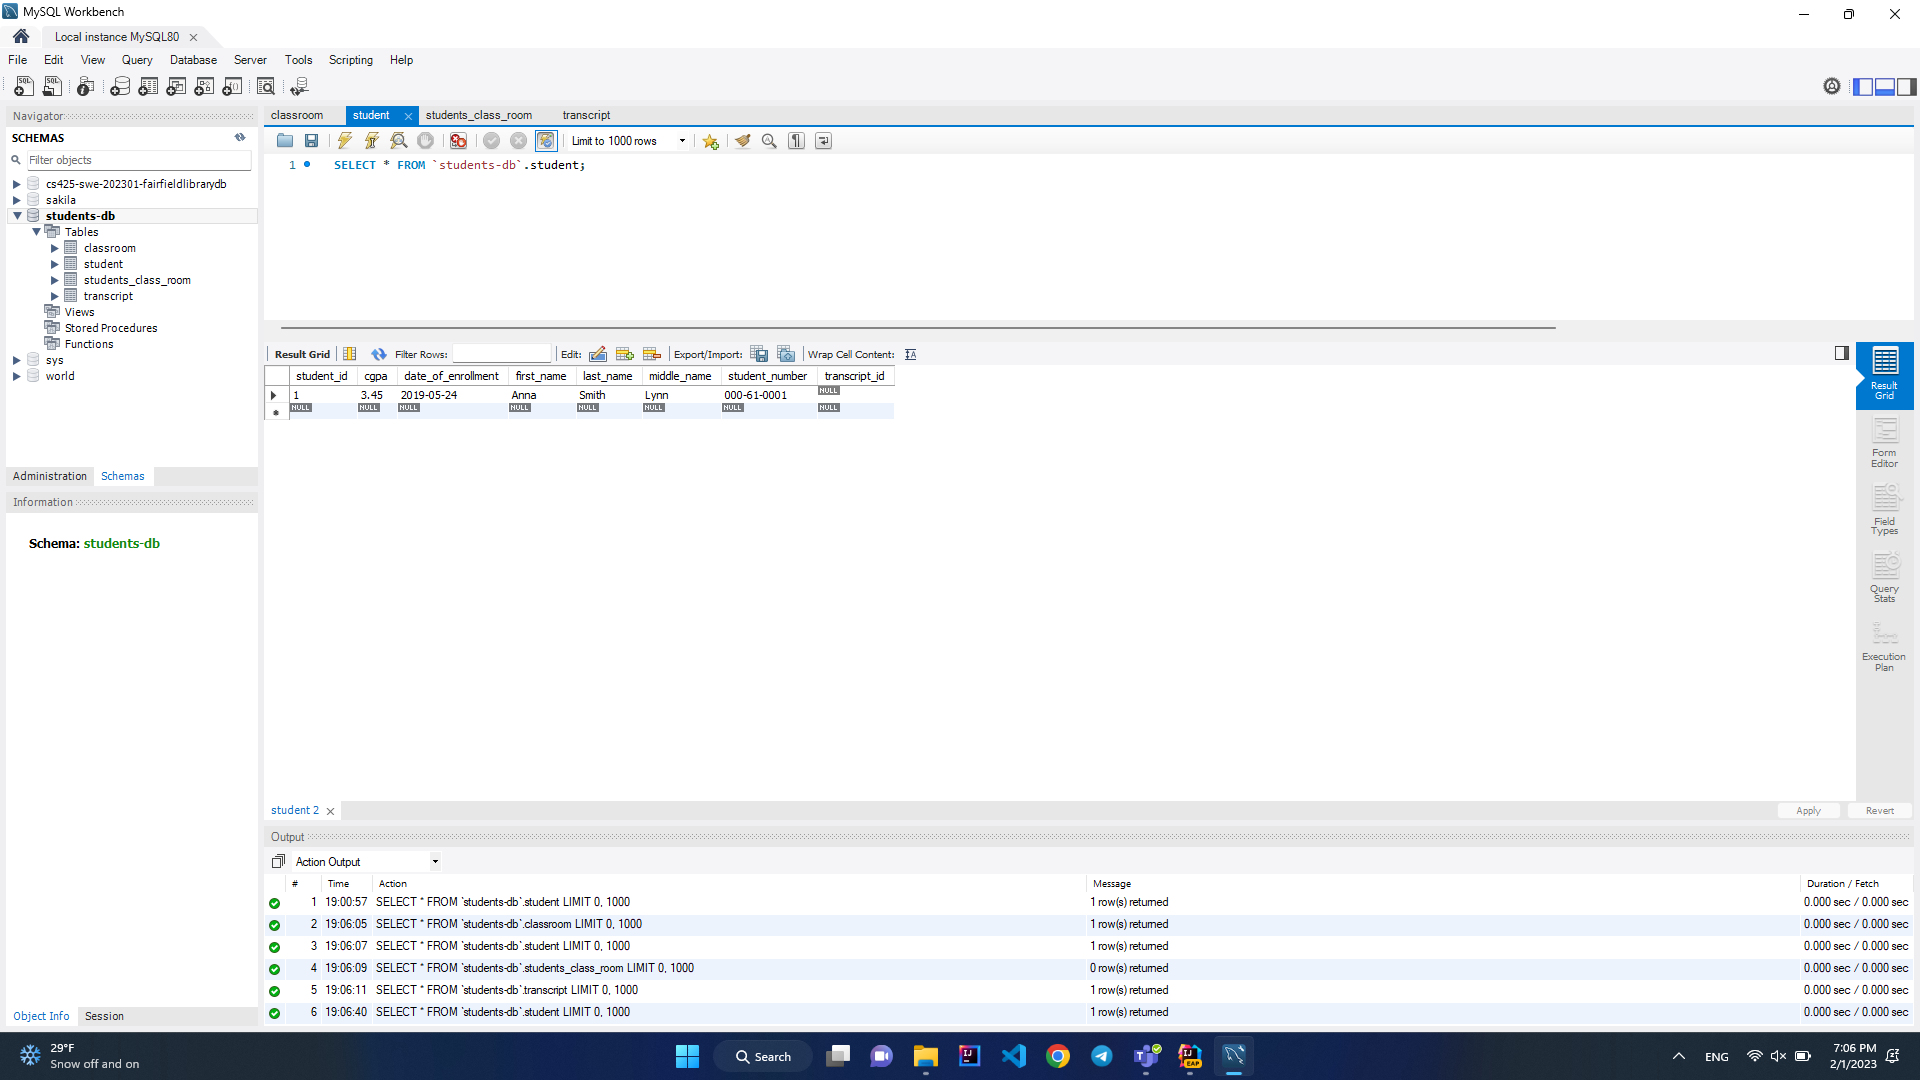 MySQL Workbench
Local instance MySQL80
File Edit View Query Database Server Tools Scripting Help
Navigator
SCHEMAS
Filter objects
cs425-swe-202301-fairfieldlibrarydb
sakila
students-db
Tables
classroom
student
students_class_room
transcript
Views
Stored Procedures
Functions
sys
world
Administration Schemas
Information
Schema: students-db
Object Info Session
classroom student students_class_room transcript
Limit to 1000 rows
1 SELECT * FROM `students-db`.student;
Result Grid Filter Rows: Edit: Export/Import: Wrap Cell Content:
student_id cgpa date_of_enrollment first_name last_name middle_name student_number transcript_id
1 3.45 2019-05-24 Anna Smith Lynn 000-61-0001 NULL
NULL NULL NULL NULL NULL NULL NULL NULL
Result
Grid
Form
Editor
Field
Types
Query
Stats
Execution
Plan
student 2 Apply Revert
Output
Action Output
# Time Action Message Duration / Fetch
1 19:00:57 SELECT * FROM `students-db`.student LIMIT 0, 1000 1 row(s) returned 0.000 sec / 0.000 sec
2 19:06:05 SELECT * FROM `students-db`.classroom LIMIT 0, 1000 1 row(s) returned 0.000 sec / 0.000 sec
3 19:06:07 SELECT * FROM `students-db`.student LIMIT 0, 1000 1 row(s) returned 0.000 sec / 0.000 sec
4 19:06:09 SELECT * FROM `students-db`.students_class_room LIMIT 0, 1000 0 row(s) returned 0.000 sec / 0.000 sec
5 19:06:11 SELECT * FROM `students-db`.transcript LIMIT 0, 1000 1 row(s) returned 0.000 sec / 0.000 sec
6 19:06:40 SELECT * FROM `students-db`.student LIMIT 0, 1000 1 row(s) returned 0.000 sec / 0.000 sec
29°F
Snow off and on
Search
ENG
7:06 PM
2/1/2023